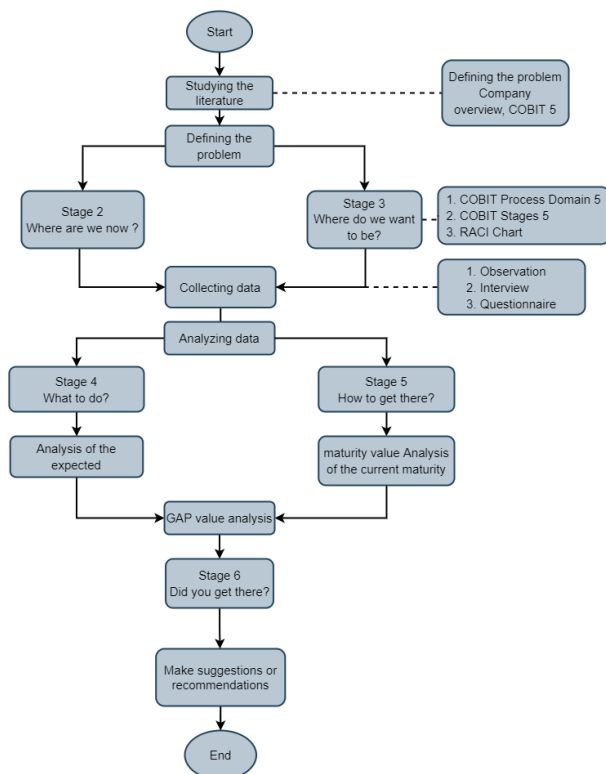 Start
Studying the
literature
Defining the problem
Company
overview, COBIT 5
Defining the
problem
Stage 2
Where are we now ?
Stage 3
Where do we want
to be?
1. COBIT Process Domain 5
2. COBIT Stages 5
3. RACI Chart
Collecting data
1. Observation
2. Interview
3. Questionnaire
Analyzing data
Stage 4
What to do?
Stage 5
How to get there?
Analysis of the
expected
maturity value Analysis
of the current maturity
GAP value analysis
Stage 6
Did you get there?
Make suggestions or
recommendations
End